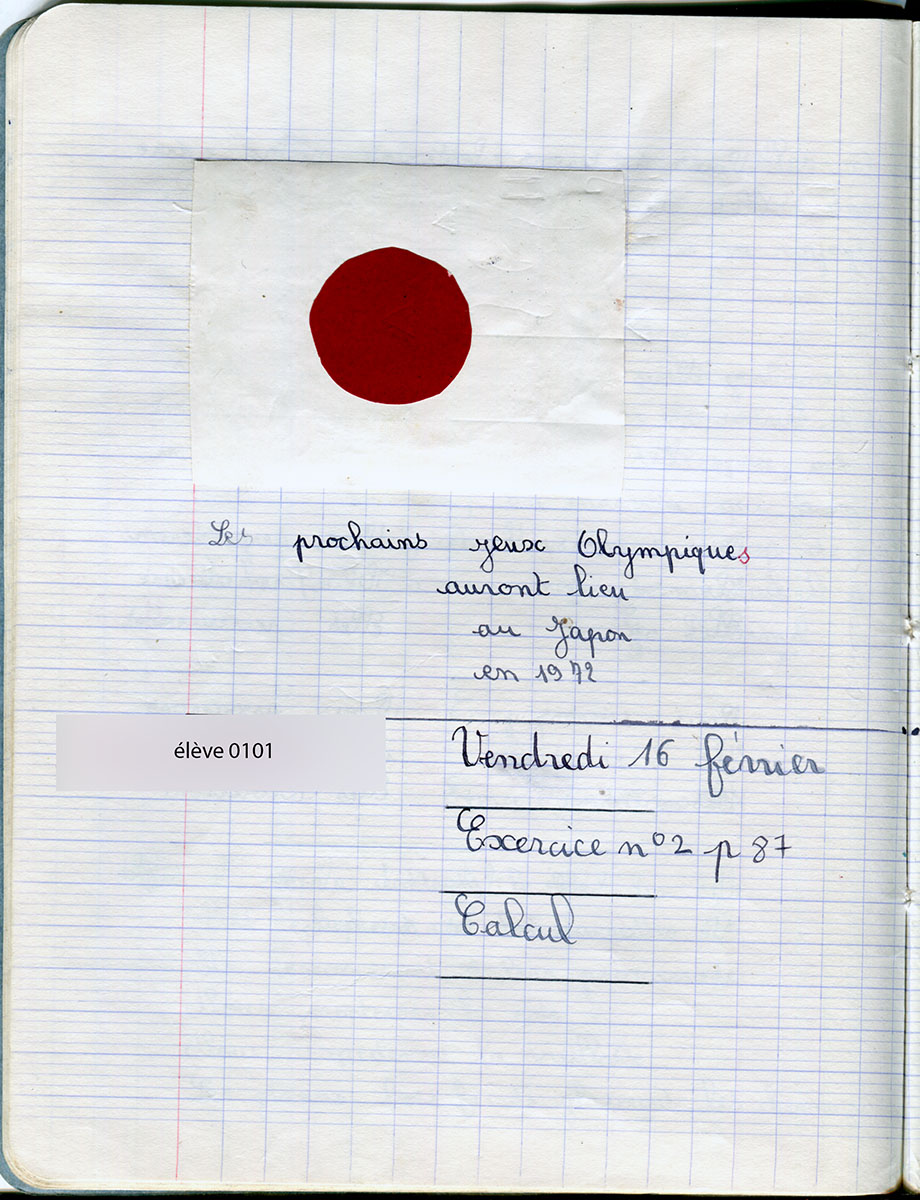 Les prochains jeux Olympiques
auront lieu
au Japon
en 1972
élève 0101
Vendredi 16 février
Exercice n°2 p 87
Calcul